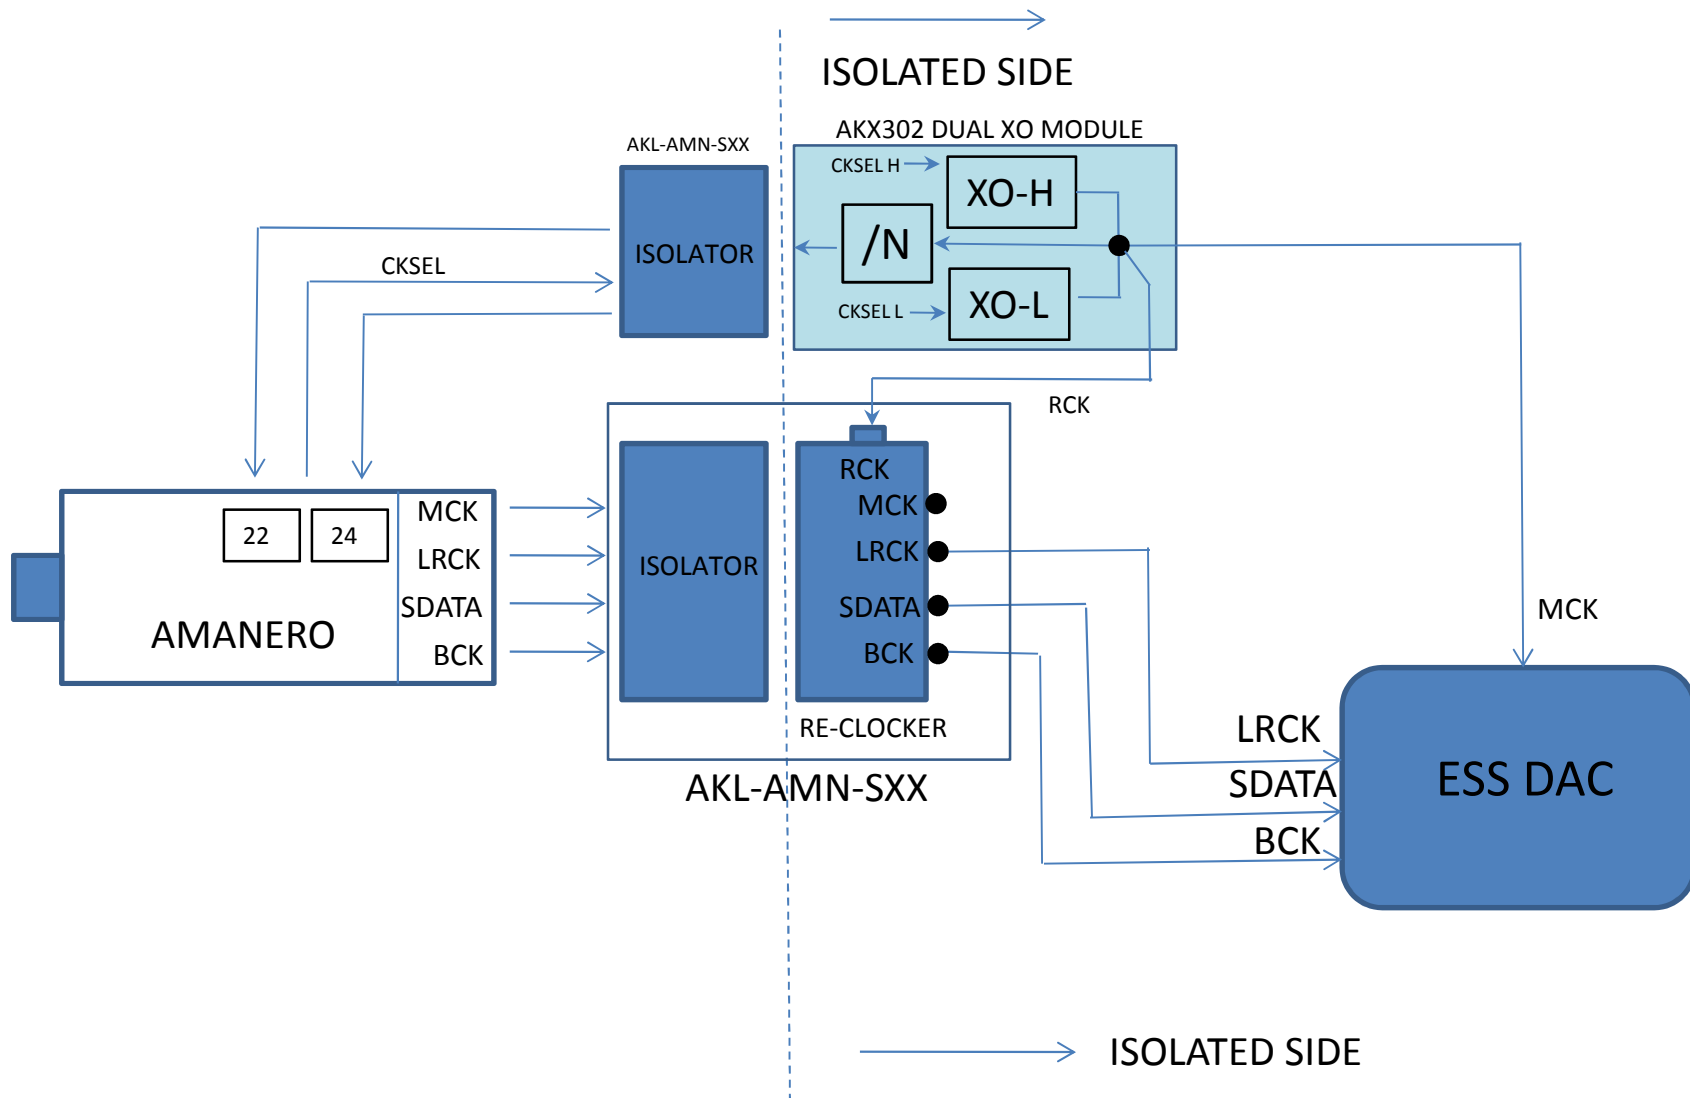 ISOLATED SIDE
AKX302 DUAL XO MODULE
AKL-AMN-SXX
CKSEL H
XO-H
/N
ISOLATOR
CKSEL
XO-L
CKSEL L
RCK
RCK
MCK
MCK
22
24
LRCK
LRCK
ISOLATOR
SDATA
SDATA
MCK
AMANERO
BCK
BCK
RE-CLOCKER
LRCK
AKL-AMN-SXX
SDATA
ESS DAC
BCK
ISOLATED SIDE